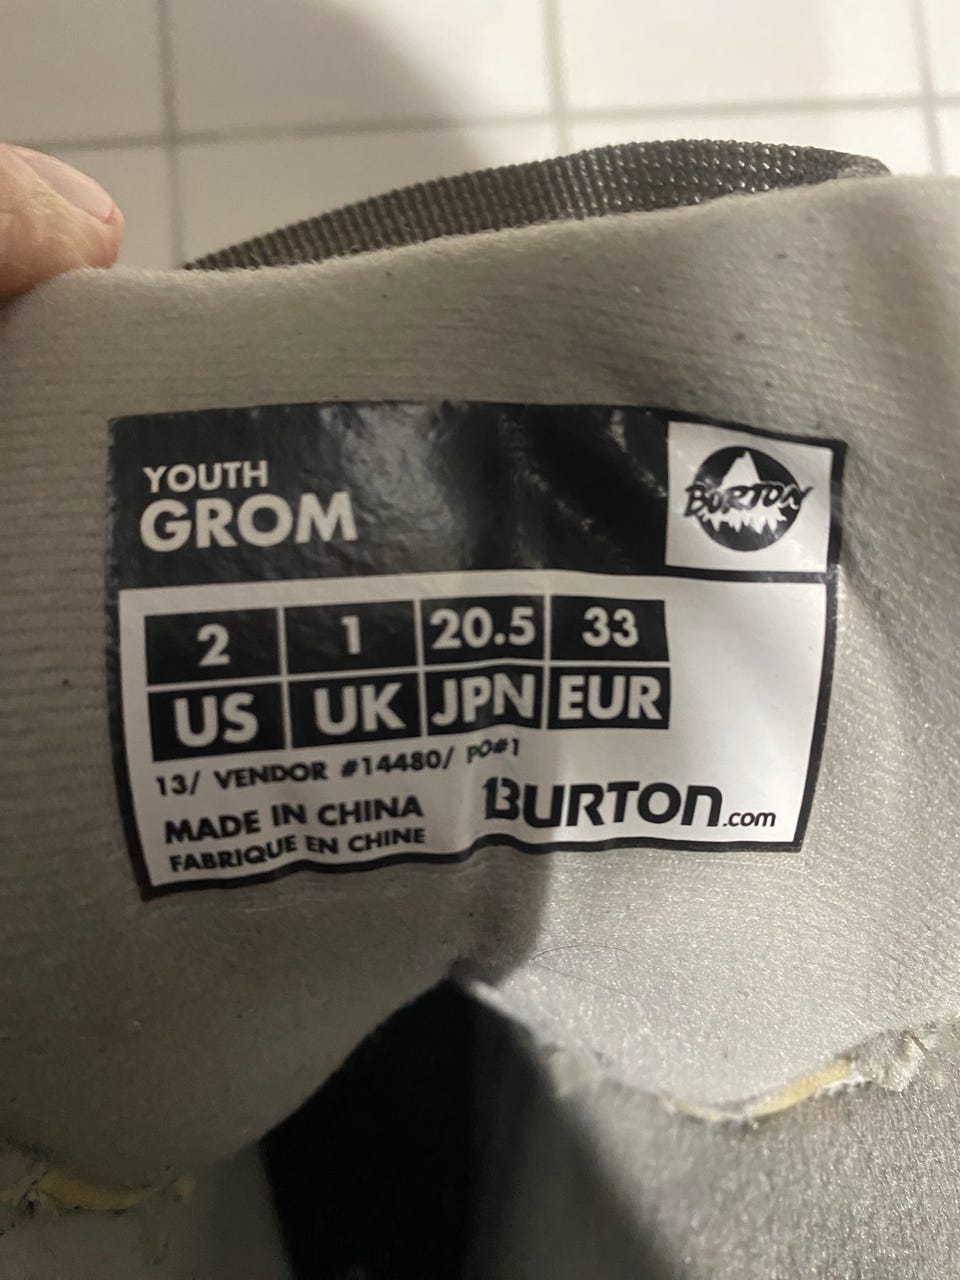 YOUTH
GROM
BURTON
2 1 20.5 33
US UK JPN EUR
13/ VENDOR #14480/ PO#1
MADE IN CHINA
FABRIQUE EN CHINE
BURTON.com